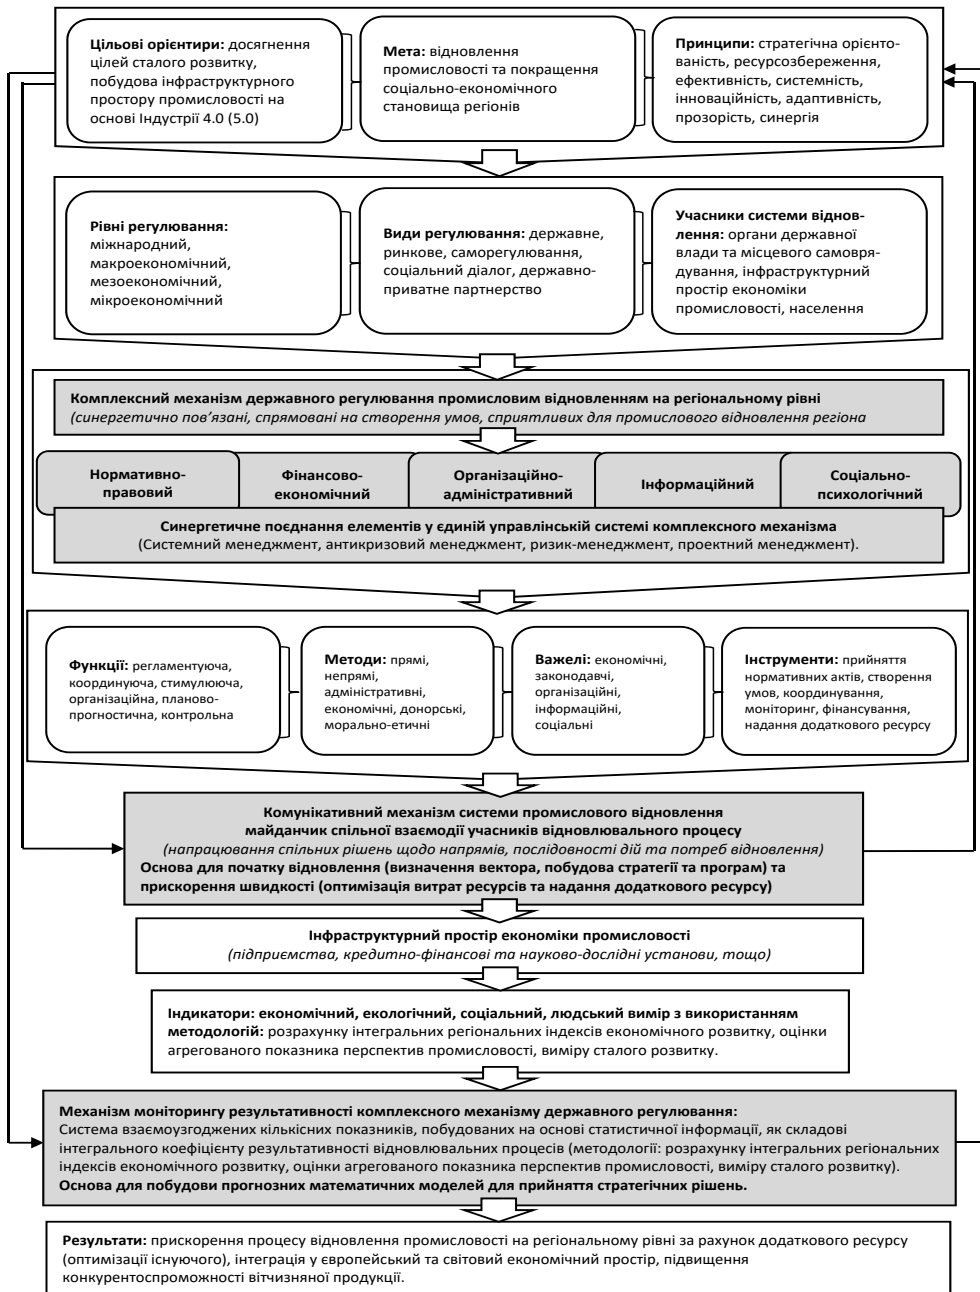 Цільові орієнтири: досягнення
цілей сталого розвитку,
побудова інфраструктурного
простору промисловості на
основі Індустрії 4.0 (5.0)
Мета: відновлення
промисловості та покращення
соціально-економічного
становища регіонів
Принципи: стратегічна орієнто-
ваність, ресурсозбереження,
ефективність, системність,
інноваційність, адаптивність,
прозорість, синергія
Рівні регулювання:
міжнародний,
макроекономічний,
мезоекономічний,
мікроекономічний
Види регулювання: державне,
ринкове, саморегулювання,
соціальний діалог, державно-
приватне партнерство
Учасники системи віднов-
лення: органи державної
влади та місцевого самовря-
дування, інфраструктурний
простір економіки
промисловості, населення
Комплексний механізм державного регулювання промисловим відновленням на регіональному рівні
(синергетично пов’язані, спрямовані на створення умов, сприятливих для промислового відновлення регіона
Нормативно-
правовий
Фінансово-
економічний
Організаційно-
адміністративний
Інформаційний
Соціально-
психологічний
Синергетичне поєднання елементів у єдиній управлінській системі комплексного механізма
(Системний менеджмент, антикризовий менеджмент, ризик-менеджмент, проектний менеджмент).
Функції: регламентуюча,
координуюча, стимулююча,
організаційна, планово-
прогностична, контрольна
Методи: прямі,
непрямі,
адміністративні,
економічні, донорські,
морально-етичні
Важелі: економічні,
законодавчі,
організаційні,
інформаційні,
соціальні
Інструменти: прийняття
нормативних актів, створення
умов, координування,
моніторинг, фінансування,
надання додаткового ресурсу
Комунікативний механізм системи промислового відновлення
майданчик спільної взаємодії учасників відновлювального процесу
(напрацювання спільних рішень щодо напрямів, послідовності дій та потреб відновлення)
Основа для початку відновлення (визначення вектора, побудова стратегії та програм) та
прискорення швидкості (оптимізація витрат ресурсів та надання додаткового ресурсу)
Інфраструктурний простір економіки промисловості
(підприємства, кредитно-фінансові та науково-дослідні установи, тощо)
Індикатори: економічний, екологічний, соціальний, людський вимір з використанням
методологій: розрахунку інтегральних регіональних індексів економічного розвитку, оцінки
агрегованого показника перспектив промисловості, виміру сталого розвитку.
Механізм моніторингу результативності комплексного механізму державного регулювання:
Система взаємоузгоджених кількісних показників, побудованих на основі статистичної інформації, як складові
інтегрального коефіцієнту результативності відновлювальних процесів (методології: розрахунку інтегральних регіональних
індексів економічного розвитку, оцінки агрегованого показника перспектив промисловості, виміру сталого розвитку).
Основа для побудови прогнозних математичних моделей для прийняття стратегічних рішень.
Результати: прискорення процесу відновлення промисловості на регіональному рівні за рахунок додаткового ресурсу
(оптимізації існуючого), інтеграція у європейський та світовий економічний простір, підвищення
конкурентоспроможності вітчизняної продукції.